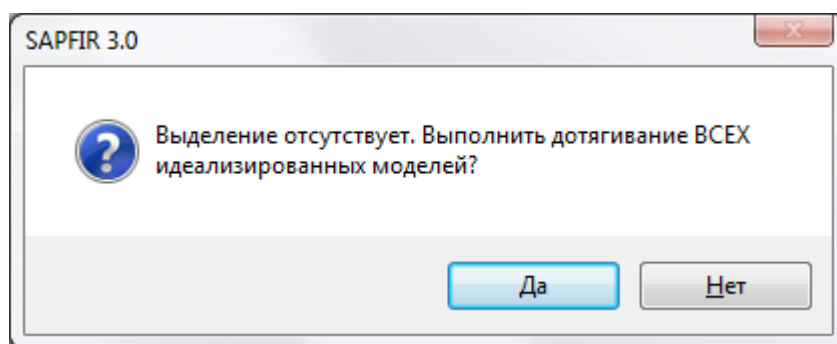 SAPFIR 3.0
Выделение отсутствует. Выполнить дотягивание ВСЕХ
идеализированных моделей?
Да
Нет